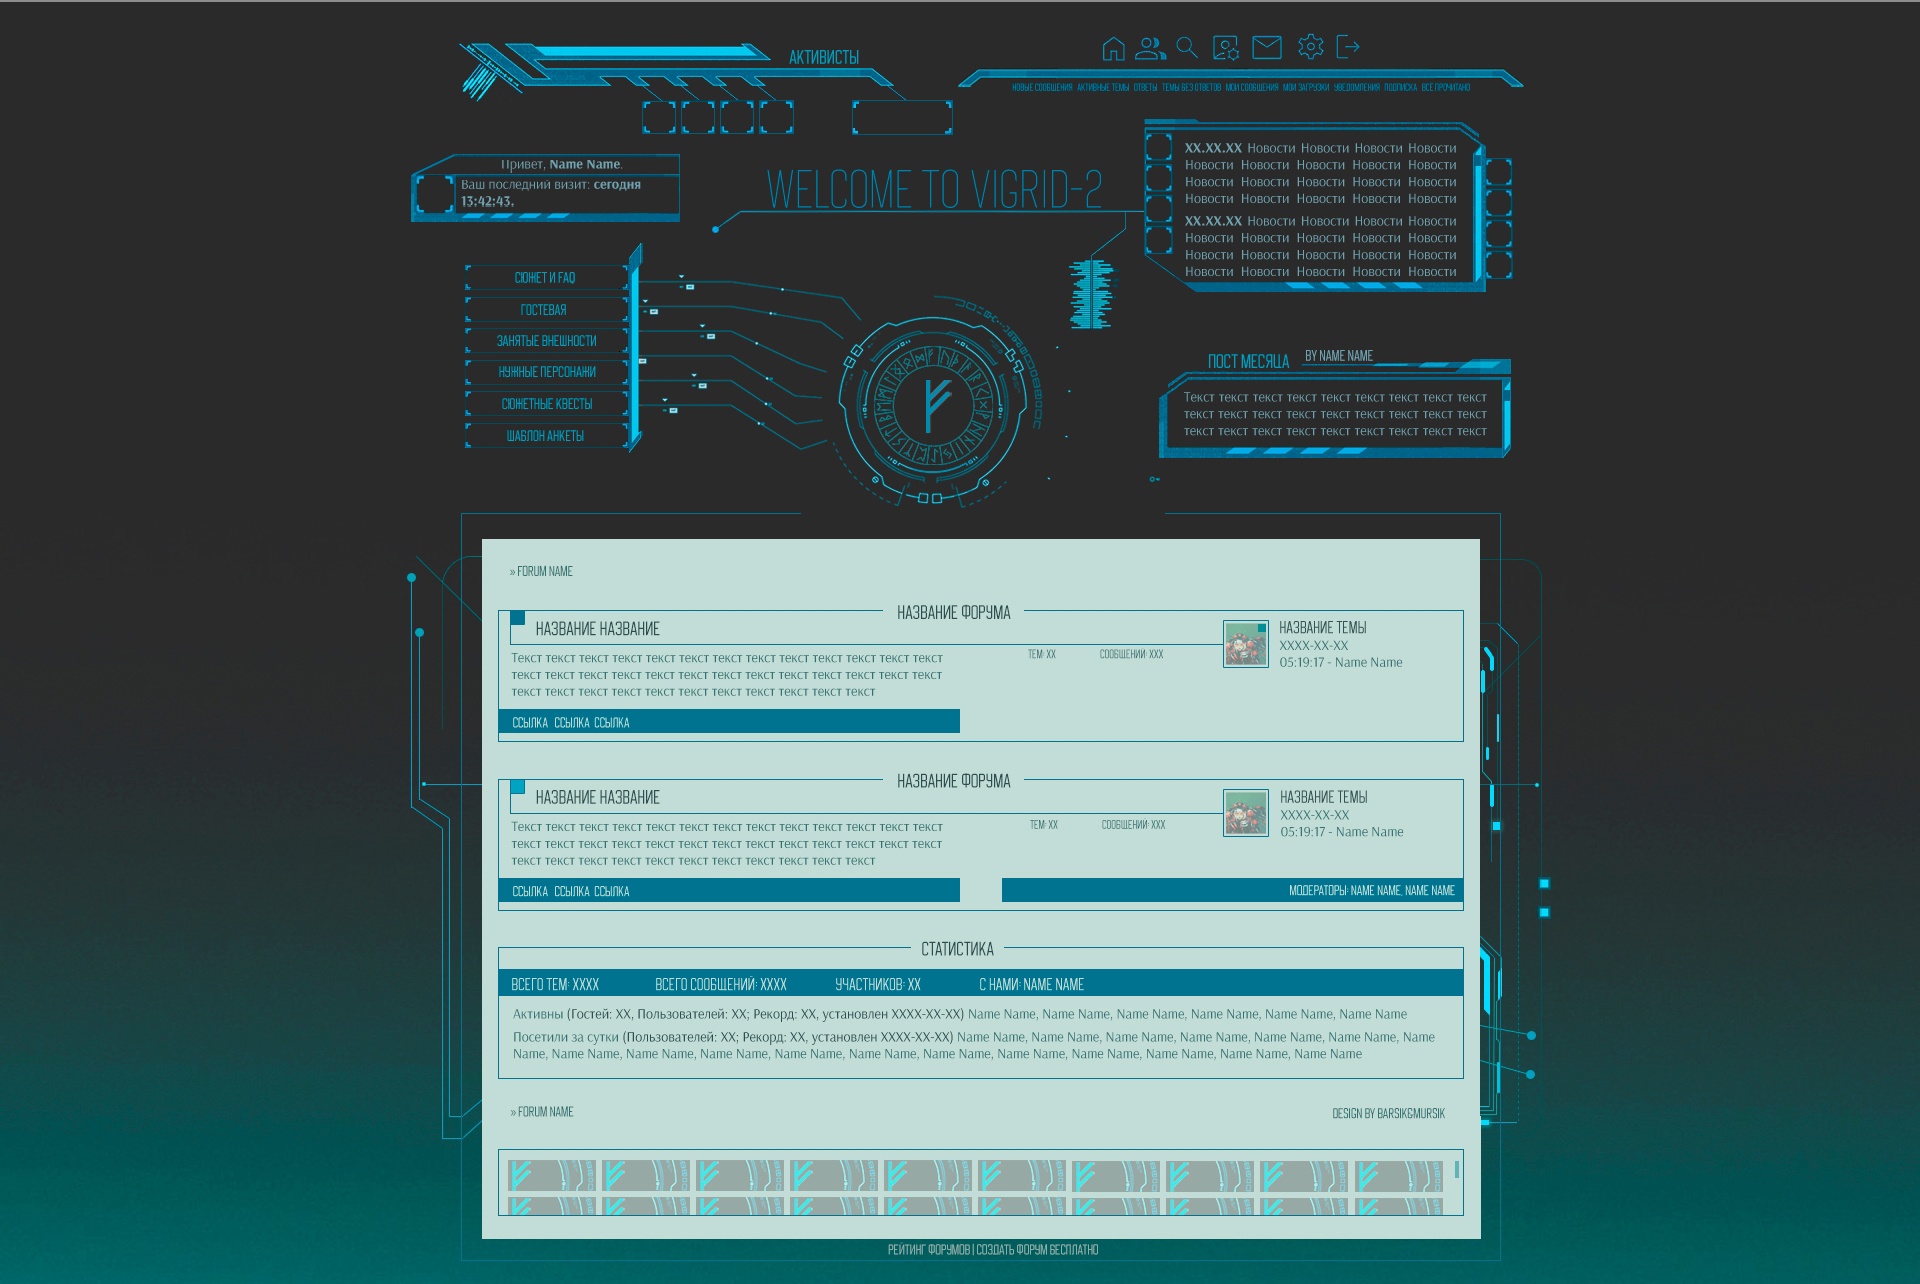 АКТИВИСТЫ
НОВЫЕ СООБЩЕНИЯ АКТИВНЫЕ ТЕМЫ ОТВЕТЫ ТЕМЫ БЕЗ ОТВЕТОВ МОИ СООБЩЕНИЯ МОИ ЗАГРУЗКИ УВЕДОМЛЕНИЯ ПОДПИСКА ВСЕ ПРОЧИТАНО
Привет, Name Name.
Ваш последний визит: сегодня
13:42:43.
WELCOME TO VIGRID-2
XX.XX.XX Новости Новости Новости Новости
Новости Новости Новости Новости Новости
Новости Новости Новости Новости Новости
Новости Новости Новости Новости Новости
XX.XX.XX Новости Новости Новости Новости
Новости Новости Новости Новости Новости
Новости Новости Новости Новости Новости
Новости Новости Новости Новости Новости
СЮЖЕТ И FAQ
ГОСТЕВАЯ
ЗАНЯТЫЕ ВНЕШНОСТИ
НУЖНЫЕ ПЕРСОНАЖИ
СЮЖЕТНЫЕ КВЕСТЫ
ШАБЛОН АНКЕТЫ
ПОСТ МЕСЯЦА BY NAME NAME
Текст текст текст текст текст текст текст текст текст
текст текст текст текст текст текст текст текст текст
текст текст текст текст текст текст текст текст текст
» FORUM NAME
НАЗВАНИЕ ФОРУМА
НАЗВАНИЕ НАЗВАНИЕ
Текст текст текст текст текст текст текст текст текст текст текст текст текст
текст текст текст текст текст текст текст текст текст текст текст текст текст
текст текст текст текст текст текст текст текст текст текст текст
ТЕМ: XX СООБЩЕНИЙ: XXX
НАЗВАНИЕ ТЕМЫ
XXXX-XX-XX
05:19:17 - Name Name
ССЫЛКА ССЫЛКА ССЫЛКА
НАЗВАНИЕ ФОРУМА
НАЗВАНИЕ НАЗВАНИЕ
Текст текст текст текст текст текст текст текст текст текст текст текст текст
текст текст текст текст текст текст текст текст текст текст текст текст текст
текст текст текст текст текст текст текст текст текст текст текст
ТЕМ: XX СООБЩЕНИЙ: XXX
НАЗВАНИЕ ТЕМЫ
XXXX-XX-XX
05:19:17 - Name Name
ССЫЛКА ССЫЛКА ССЫЛКА
МОДЕРАТОРЫ: NAME NAME, NAME NAME
СТАТИСТИКА
ВСЕГО ТЕМ: XXXX ВСЕГО СООБЩЕНИЙ: XXXX УЧАСТНИКОВ: XX С НАМИ: NAME NAME
Активны (Гостей: XX, Пользователей: XX; Рекорд: XX, установлен XXXX-XX-XX) Name Name, Name Name, Name Name, Name Name, Name Name, Name Name
Посетили за сутки (Пользователей: XX; Рекорд: XX, установлен XXXX-XX-XX) Name Name, Name Name, Name Name, Name Name, Name Name, Name Name, Name
Name, Name Name, Name Name, Name Name, Name Name, Name Name, Name Name, Name Name, Name Name, Name Name, Name Name, Name Name
» FORUM NAME
DESIGN BY BARSIK&MURSIK
РЕЙТИНГ ФОРУМОВ | СОЗДАТЬ ФОРУМ БЕСПЛАТНО